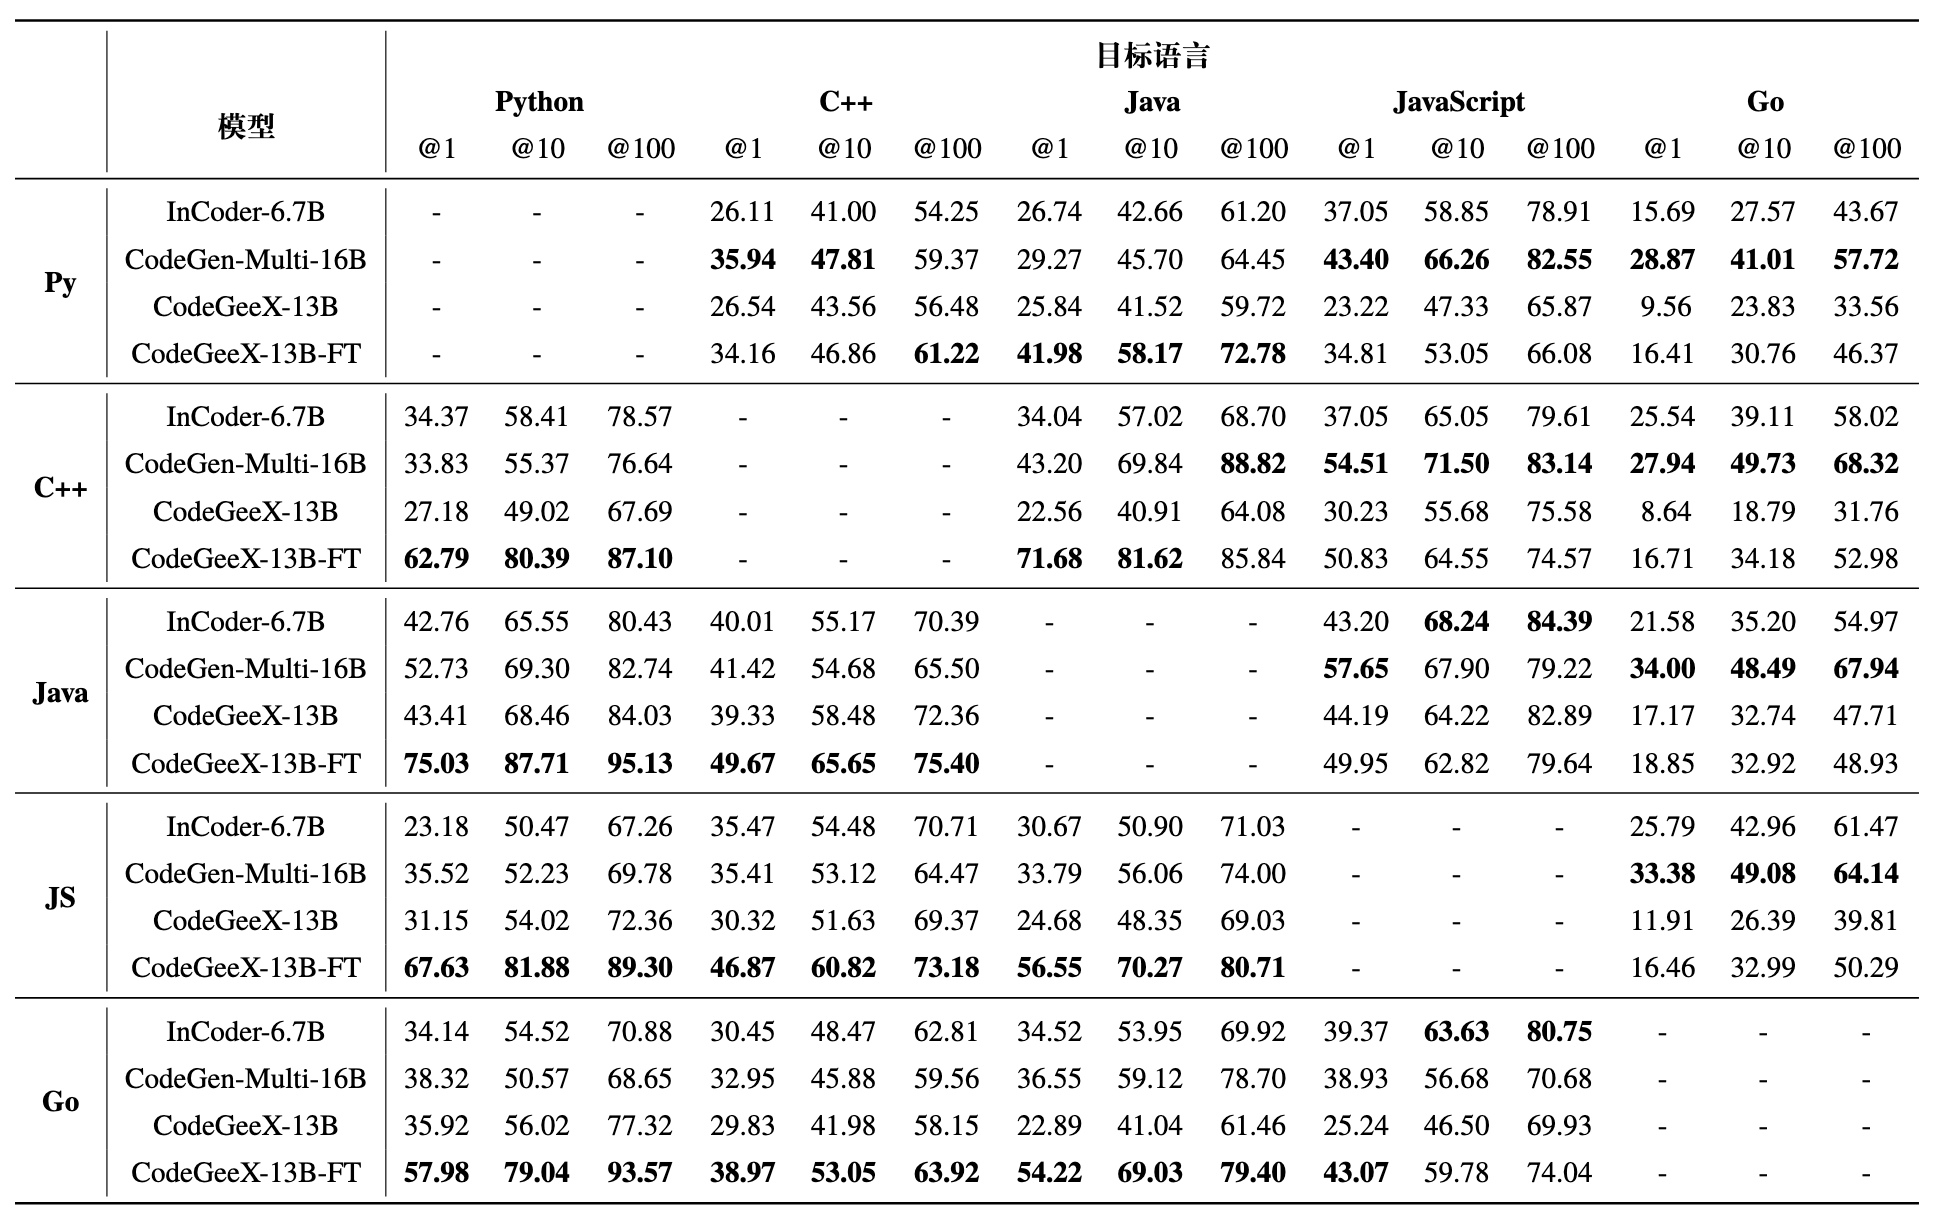 目标语言
模型 Python C++ Java JavaScript Go
@1 @10 @100 @1 @10 @100 @1 @10 @100 @1 @10 @100 @1 @10 @100
Py
InCoder-6.7B - - - 26.11 41.00 54.25 26.74 42.66 61.20 37.05 58.85 78.91 15.69 27.57 43.67
CodeGen-Multi-16B - - - 35.94 47.81 59.37 29.27 45.70 64.45 43.40 66.26 82.55 28.87 41.01 57.72
CodeGeeX-13B - - - 26.54 43.56 56.48 25.84 41.52 59.72 23.22 47.33 65.87 9.56 23.83 33.56
CodeGeeX-13B-FT - - - 34.16 46.86 61.22 41.98 58.17 72.78 34.81 53.05 66.08 16.41 30.76 46.37
C++
InCoder-6.7B 34.37 58.41 78.57 - - - 34.04 57.02 68.70 37.05 65.05 79.61 25.54 39.11 58.02
CodeGen-Multi-16B 33.83 55.37 76.64 - - - 43.20 69.84 88.82 54.51 71.50 83.14 27.94 49.73 68.32
CodeGeeX-13B 27.18 49.02 67.69 - - - 22.56 40.91 64.08 30.23 55.68 75.58 8.64 18.79 31.76
CodeGeeX-13B-FT 62.79 80.39 87.10 - - - 71.68 81.62 85.84 50.83 64.55 74.57 16.71 34.18 52.98
Java
InCoder-6.7B 42.76 65.55 80.43 40.01 55.17 70.39 - - - 43.20 68.24 84.39 21.58 35.20 54.97
CodeGen-Multi-16B 52.73 69.30 82.74 41.42 54.68 65.50 - - - 57.65 67.90 79.22 34.00 48.49 67.94
CodeGeeX-13B 43.41 68.46 84.03 39.33 58.48 72.36 - - - 44.19 64.22 82.89 17.17 32.74 47.71
CodeGeeX-13B-FT 75.03 87.71 95.13 49.67 65.65 75.40 - - - 49.95 62.82 79.64 18.85 32.92 48.93
JS
InCoder-6.7B 23.18 50.47 67.26 35.47 54.48 70.71 30.67 50.90 71.03 - - - 25.79 42.96 61.47
CodeGen-Multi-16B 35.52 52.23 69.78 35.41 53.12 64.47 33.79 56.06 74.00 - - - 33.38 49.08 64.14
CodeGeeX-13B 31.15 54.02 72.36 30.32 51.63 69.37 24.68 48.35 69.03 - - - 11.91 26.39 39.81
CodeGeeX-13B-FT 67.63 81.88 89.30 46.87 60.82 73.18 56.55 70.27 80.71 - - - 16.46 32.99 50.29
Go
InCoder-6.7B 34.14 54.52 70.88 30.45 48.47 62.81 34.52 53.95 69.92 39.37 63.63 80.75 - - -
CodeGen-Multi-16B 38.32 50.57 68.65 32.95 45.88 59.56 36.55 59.12 78.70 38.93 56.68 70.68 - - -
CodeGeeX-13B 35.92 56.02 77.32 29.83 41.98 58.15 22.89 41.04 61.46 25.24 46.50 69.93 - - -
CodeGeeX-13B-FT 57.98 79.04 93.57 38.97 53.05 63.92 54.22 69.03 79.40 43.07 59.78 74.04 - - -